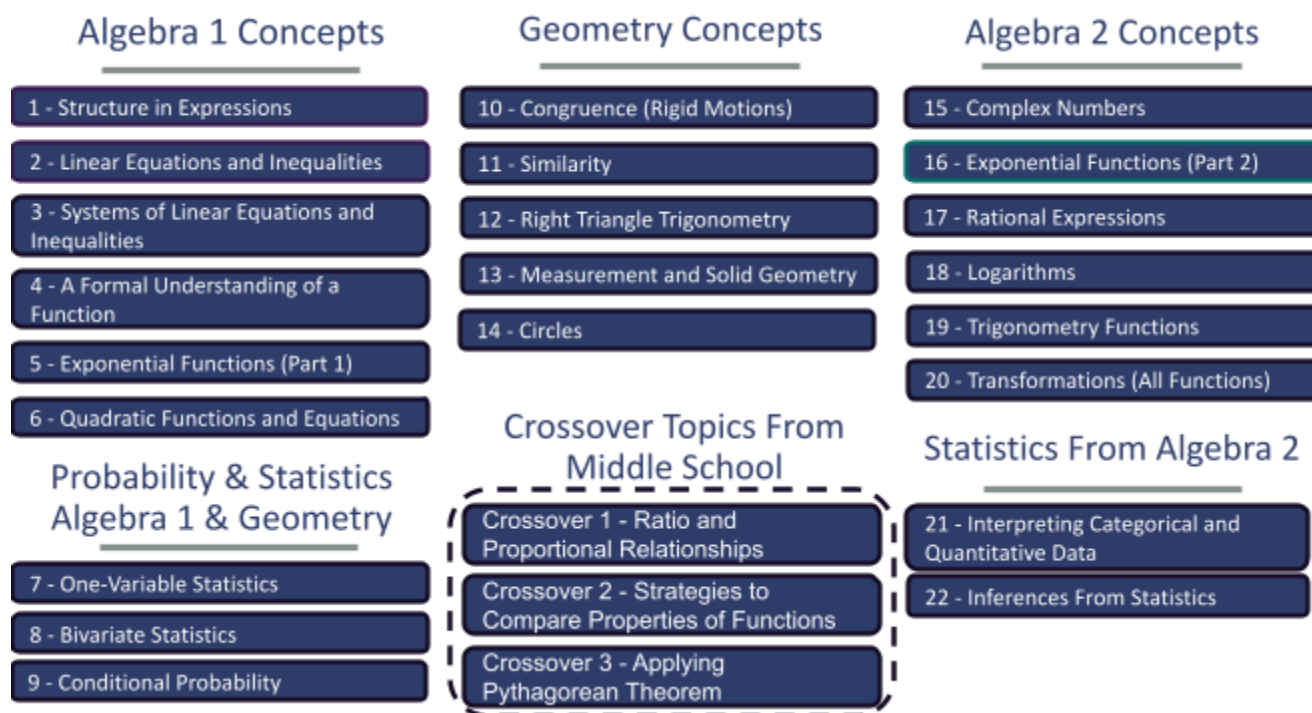 Algebra 1 Concepts
1 - Structure in Expressions
2 - Linear Equations and Inequalities
3 - Systems of Linear Equations and
Inequalities
4 - A Formal Understanding of a
Function
5 - Exponential Functions (Part 1)
6 - Quadratic Functions and Equations
Probability & Statistics
Algebra 1 & Geometry
7 - One-Variable Statistics
8 - Bivariate Statistics
9 - Conditional Probability
Geometry Concepts
10 - Congruence (Rigid Motions)
11 - Similarity
12 - Right Triangle Trigonometry
13 - Measurement and Solid Geometry
14 - Circles
Crossover Topics From
Middle School
Crossover 1 - Ratio and
Proportional Relationships
Crossover 2 - Strategies to
Compare Properties of Functions
Crossover 3 - Applying
Pythagorean Theorem
Algebra 2 Concepts
15 - Complex Numbers
16 - Exponential Functions (Part 2)
17 - Rational Expressions
18 - Logarithms
19 - Trigonometry Functions
20 - Transformations (All Functions)
Statistics From Algebra 2
21 - Interpreting Categorical and
Quantitative Data
22 - Inferences From Statistics